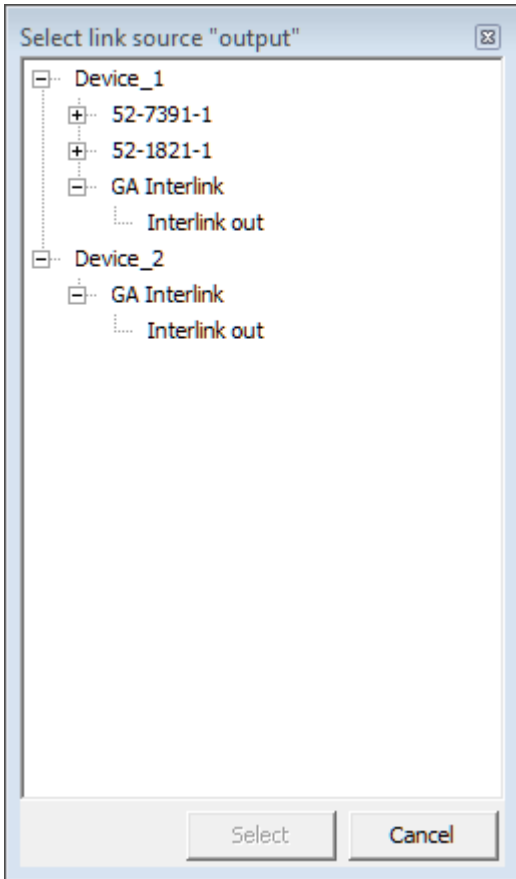 Select link source "output"
Device_1
52-7391-1
52-1821-1
GA Interlink
Interlink out
Device_2
GA Interlink
Interlink out
Select
Cancel